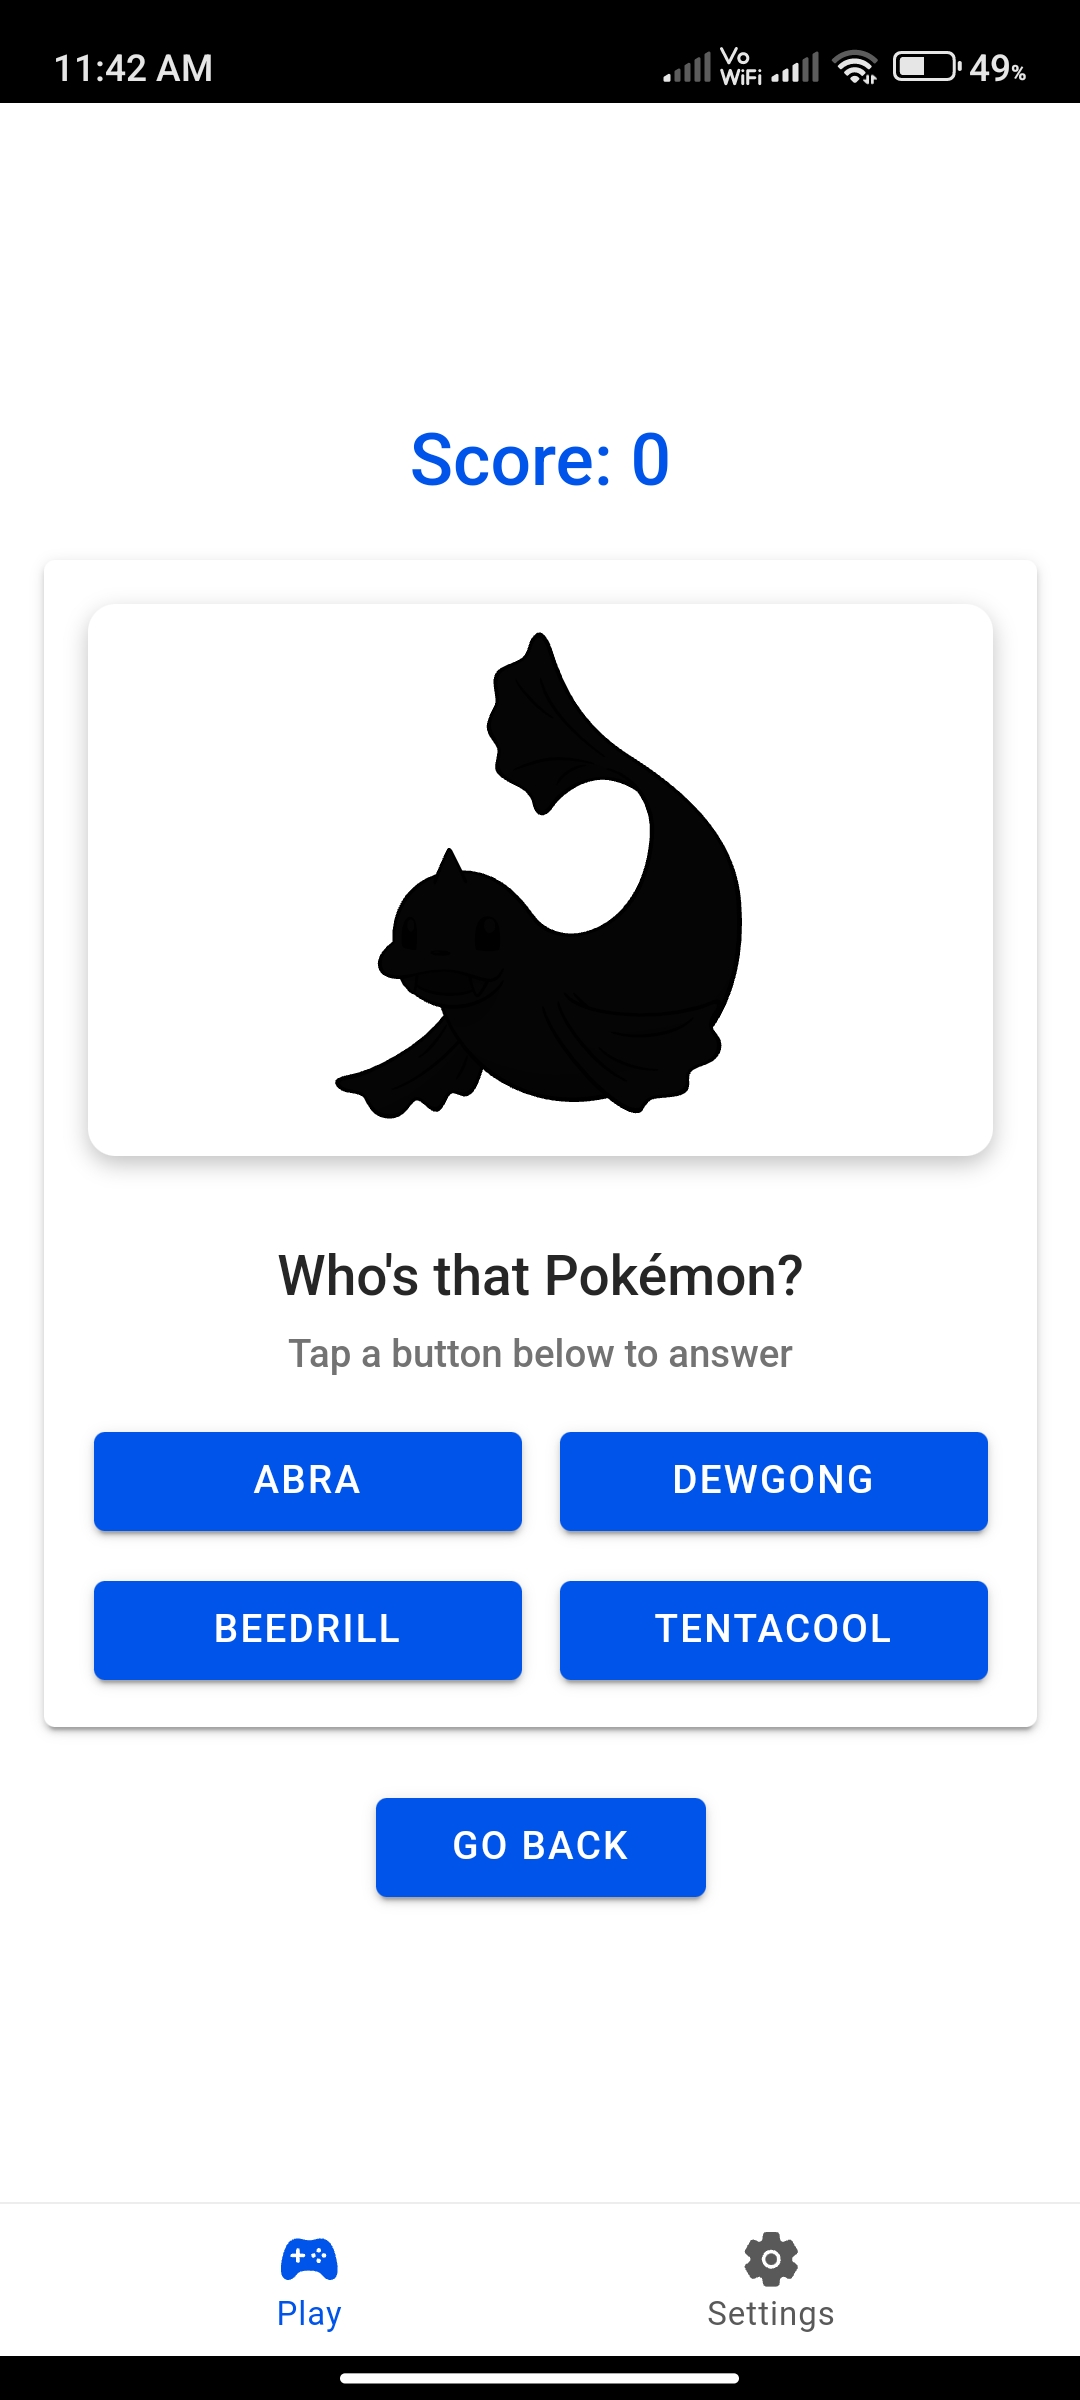 11:42 AM Vo WiFi 49%
Score: 0
Who's that Pokémon?
Tap a button below to answer
ABRA DEWGONG
BEEDRILL TENTACOOL
GO BACK
Play Settings